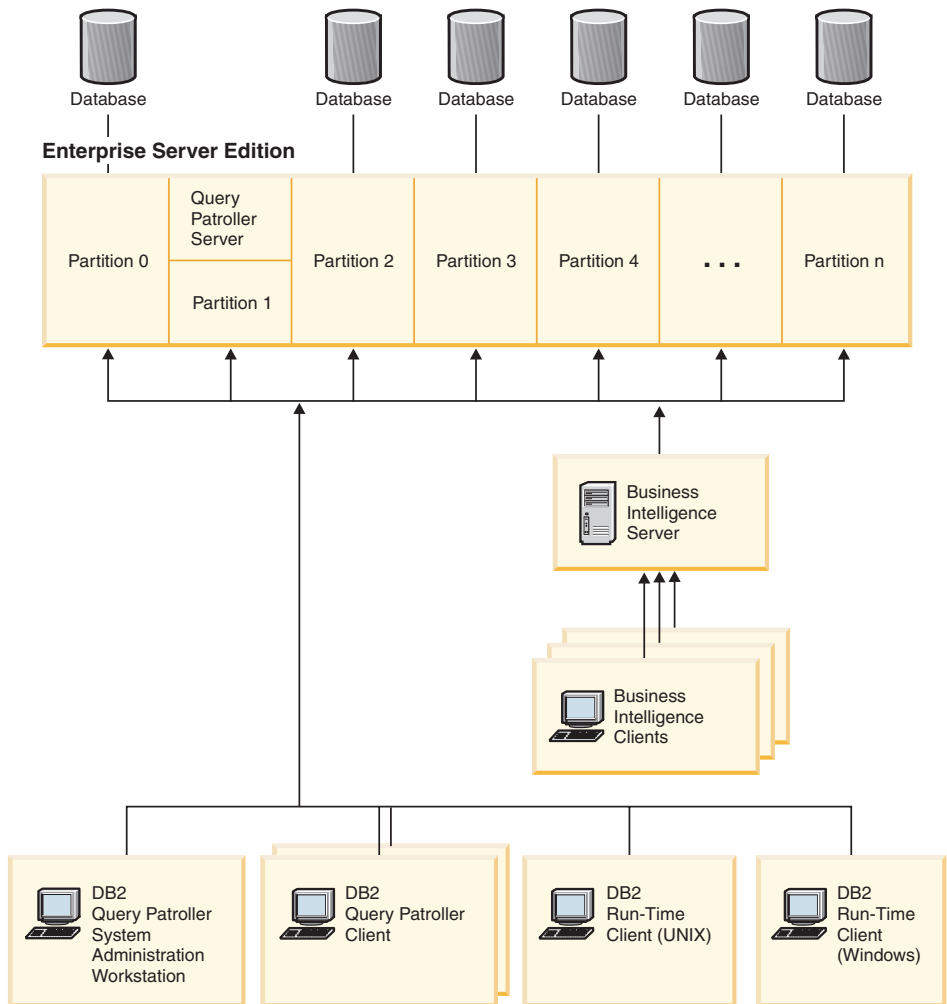 Database
Database
Database
Database
Database
Database
Enterprise Server Edition
Partition 0
Query
Patroller
Server
Partition 1
Partition 2
Partition 3
Partition 4
...
Partition n
Business
Intelligence
Server
Business
Intelligence
Clients
DB2
Query Patroller
System
Administration
Workstation
DB2
Query Patroller
Client
DB2
Run-Time
Client (UNIX)
DB2
Run-Time
Client
(Windows)